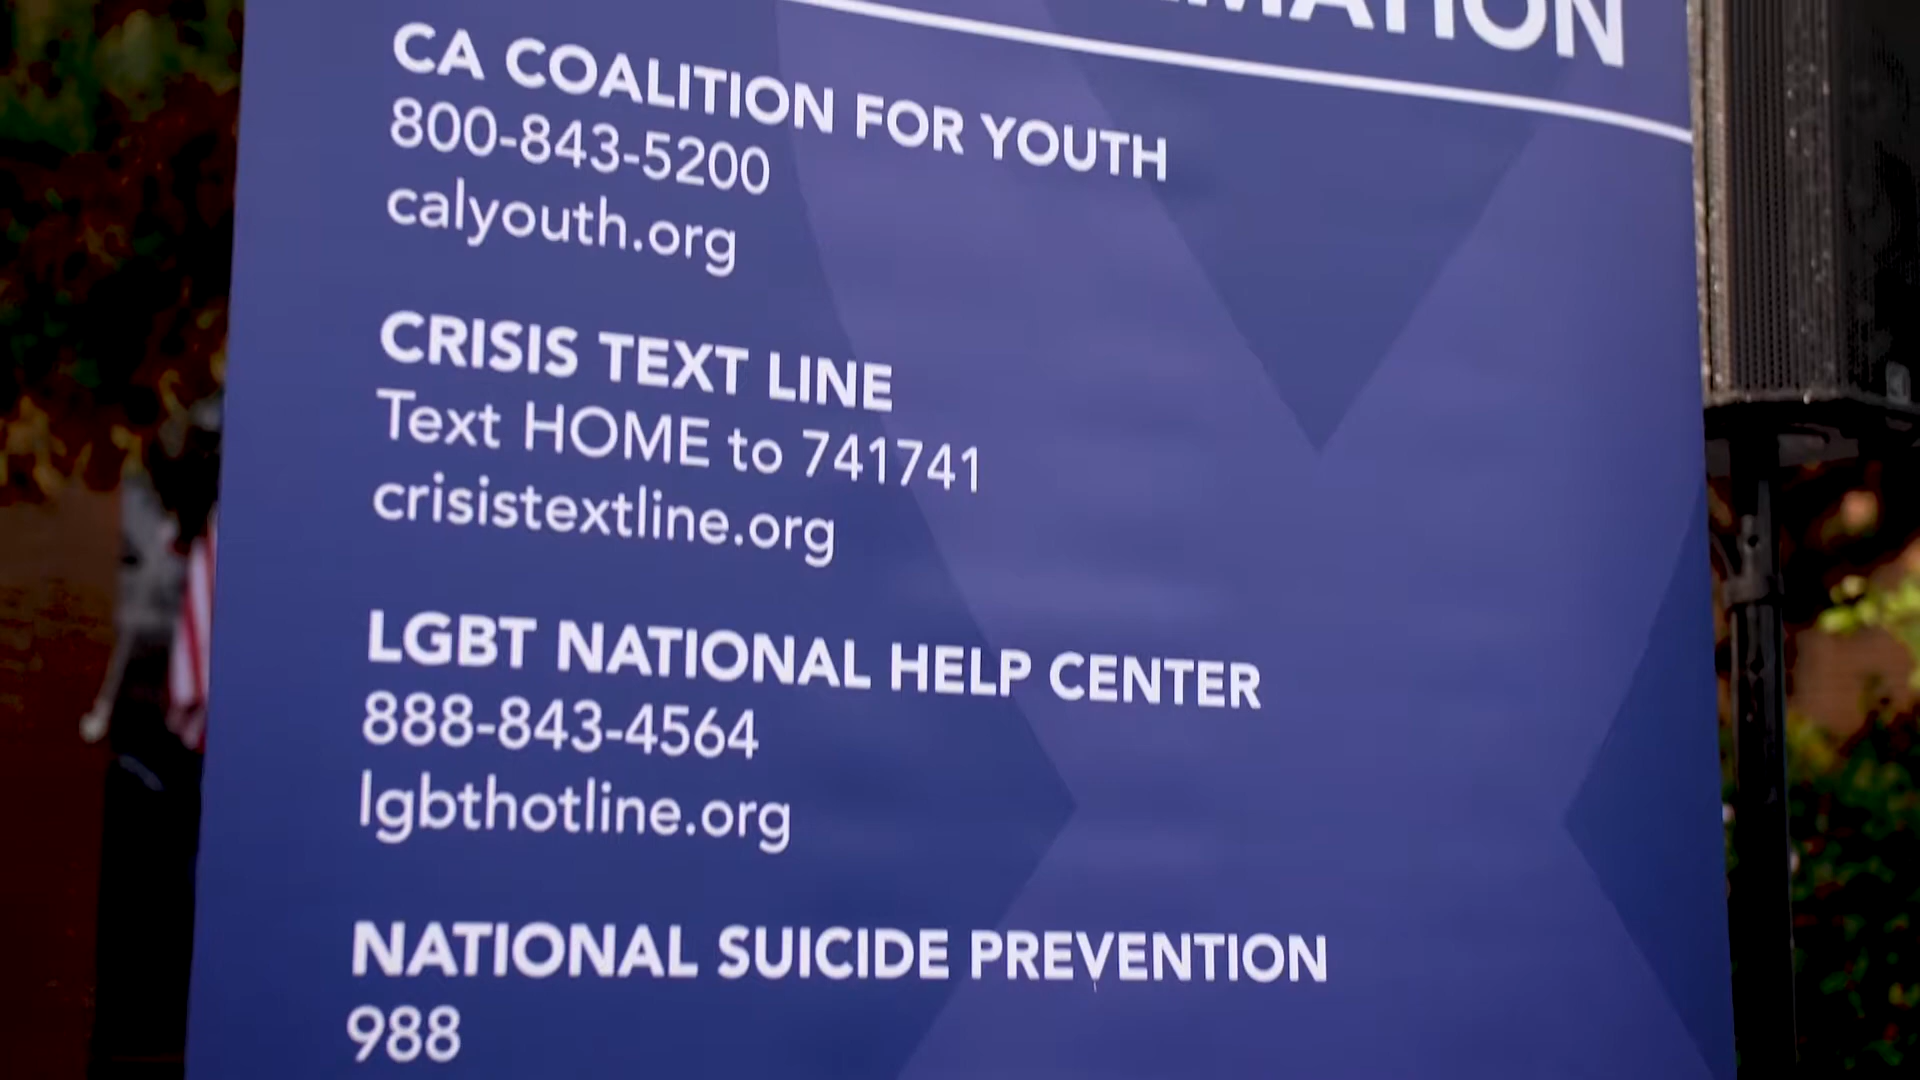 CA COALITION FOR YOUTH
800-843-5200
calyouth.org
CRISIS TEXT LINE
Text HOME to 741741
crisistextline.org
LGBT NATIONAL HELP CENTER
888-843-4564
lgbthotline.org
NATIONAL SUICIDE PREVENTION
988